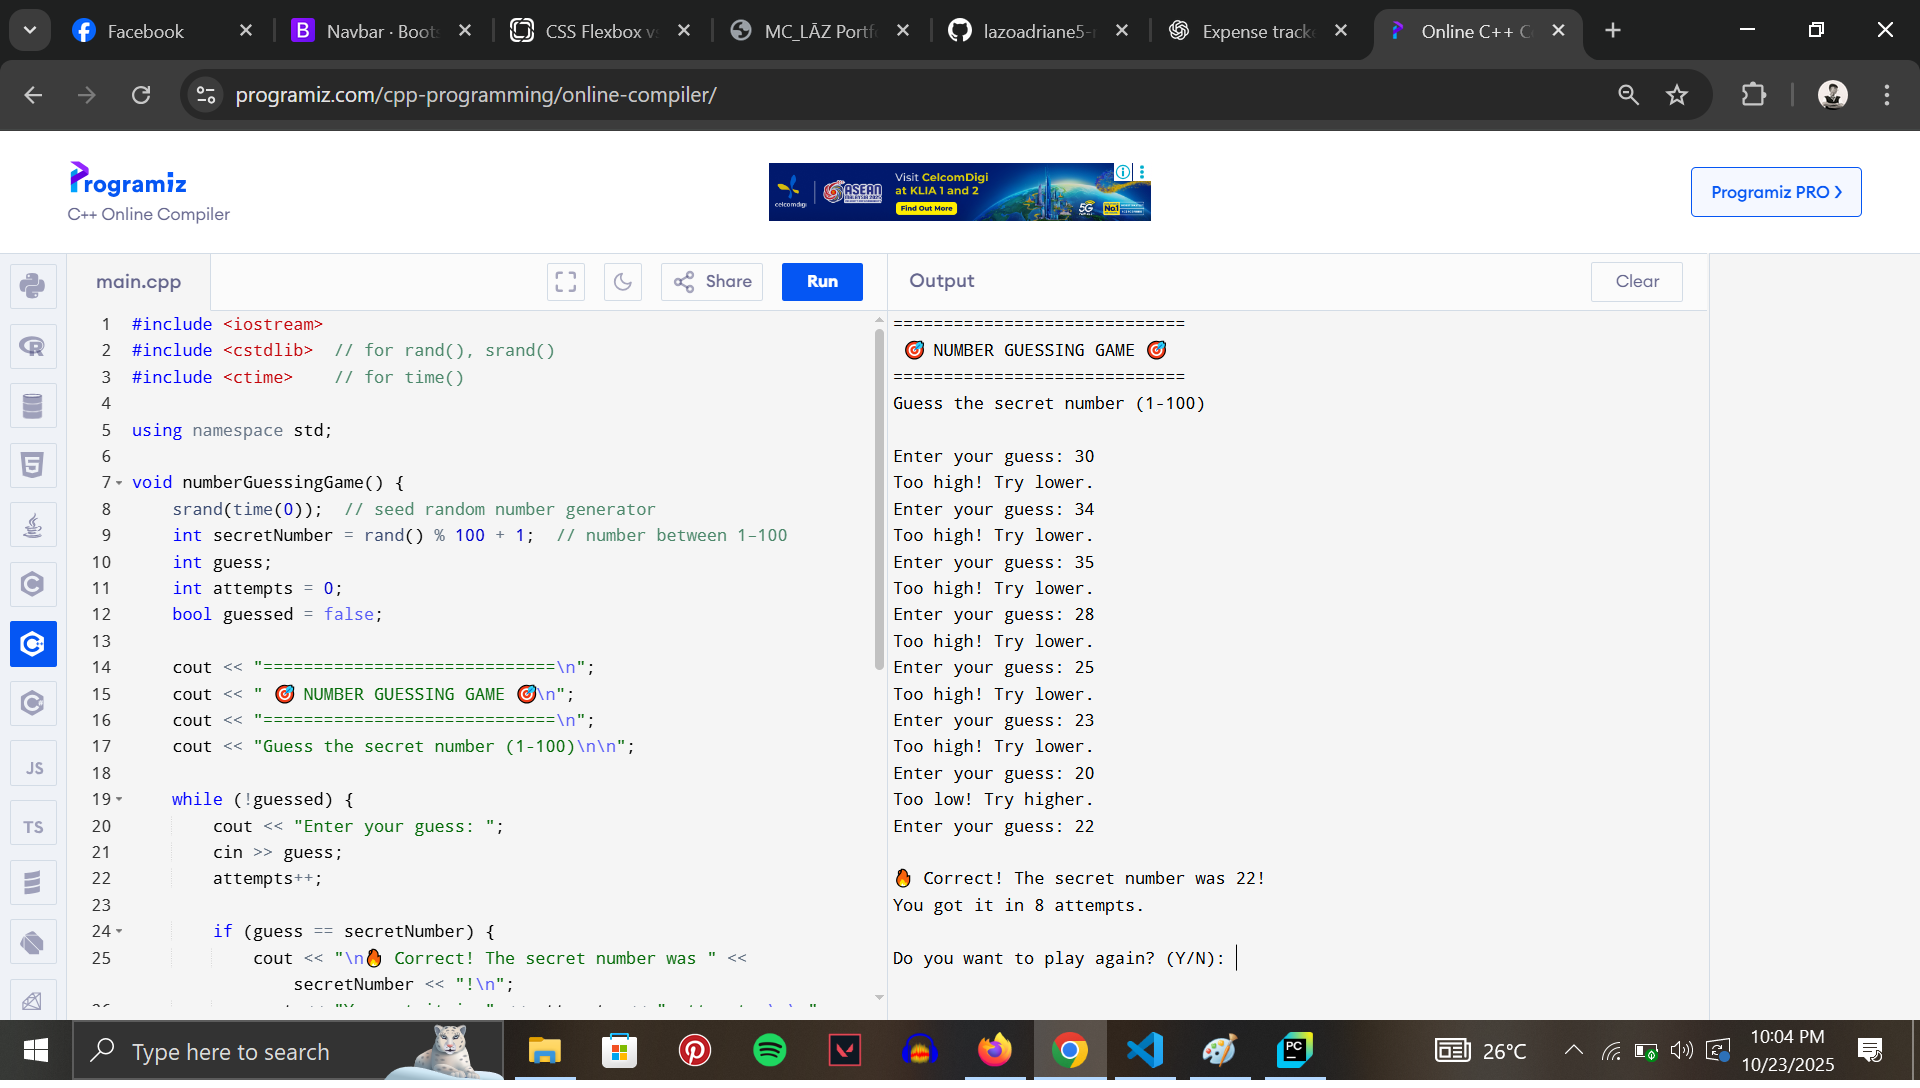 Facebook
Navbar · Boots
CSS Flexbox vs
MC_LĀZ Portfo
lazoadriane5-r
Expense tracke
Online C++ Co
programiz.com/cpp-programming/online-compiler/
Programiz
C++ Online Compiler
celcomdigi
ASEAN
Visit CelcomDigi
at KLIA 1 and 2
Find Out More
5G
No.1
Programiz PRO ›
main.cpp
Share
Run
Output
Clear
1 #include <iostream>
2 #include <cstdlib>  // for rand(), srand()
3 #include <ctime>    // for time()
4
5 using namespace std;
6
7 void numberGuessingGame() {
8     srand(time(0));  // seed random number generator
9     int secretNumber = rand() % 100 + 1;  // number between 1-100
10     int guess;
11     int attempts = 0;
12     bool guessed = false;
13
14     cout << "=============================\n";
15     cout << " 🎯 NUMBER GUESSING GAME 🎯\n";
16     cout << "=============================\n";
17     cout << "Guess the secret number (1-100)\n\n";
18
19     while (!guessed) {
20         cout << "Enter your guess: ";
21         cin >> guess;
22         attempts++;
23
24         if (guess == secretNumber) {
25             cout << "\n🔥 Correct! The secret number was " <<
                secretNumber << "!\n";
=============================
🎯 NUMBER GUESSING GAME 🎯
=============================
Guess the secret number (1-100)
Enter your guess: 30
Too high! Try lower.
Enter your guess: 34
Too high! Try lower.
Enter your guess: 35
Too high! Try lower.
Enter your guess: 28
Too high! Try lower.
Enter your guess: 25
Too high! Try lower.
Enter your guess: 23
Too high! Try lower.
Enter your guess: 20
Too low! Try higher.
Enter your guess: 22
🔥 Correct! The secret number was 22!
You got it in 8 attempts.
Do you want to play again? (Y/N):
JS
TS
Type here to search
PC
26°C
10:04 PM
10/23/2025